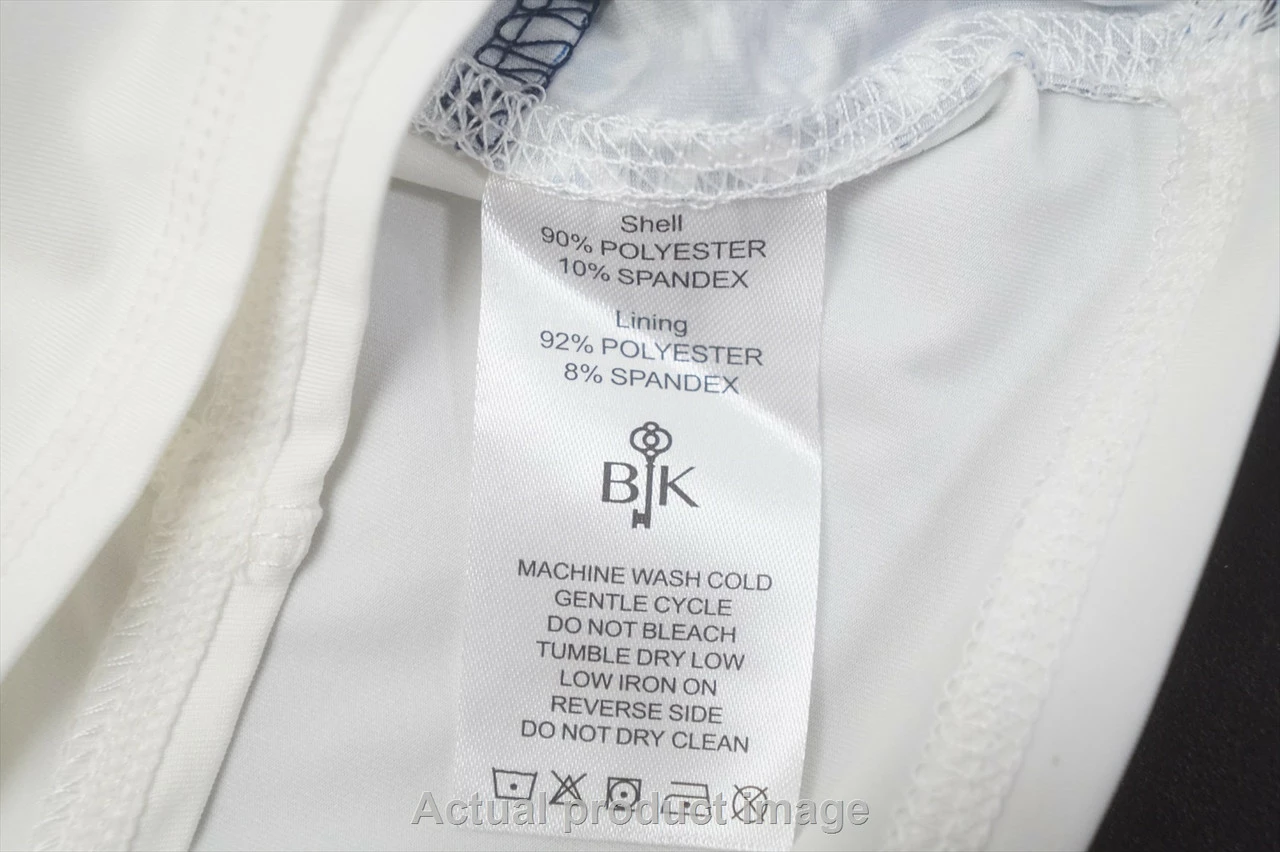 Shell
90% POLYESTER
10% SPANDEX
Lining
92% POLYESTER
8% SPANDEX
BJK
MACHINE WASH COLD
GENTLE CYCLE
DO NOT BLEACH
TUMBLE DRY LOW
LOW IRON ON
REVERSE SIDE
DO NOT DRY CLEAN
Actual product image